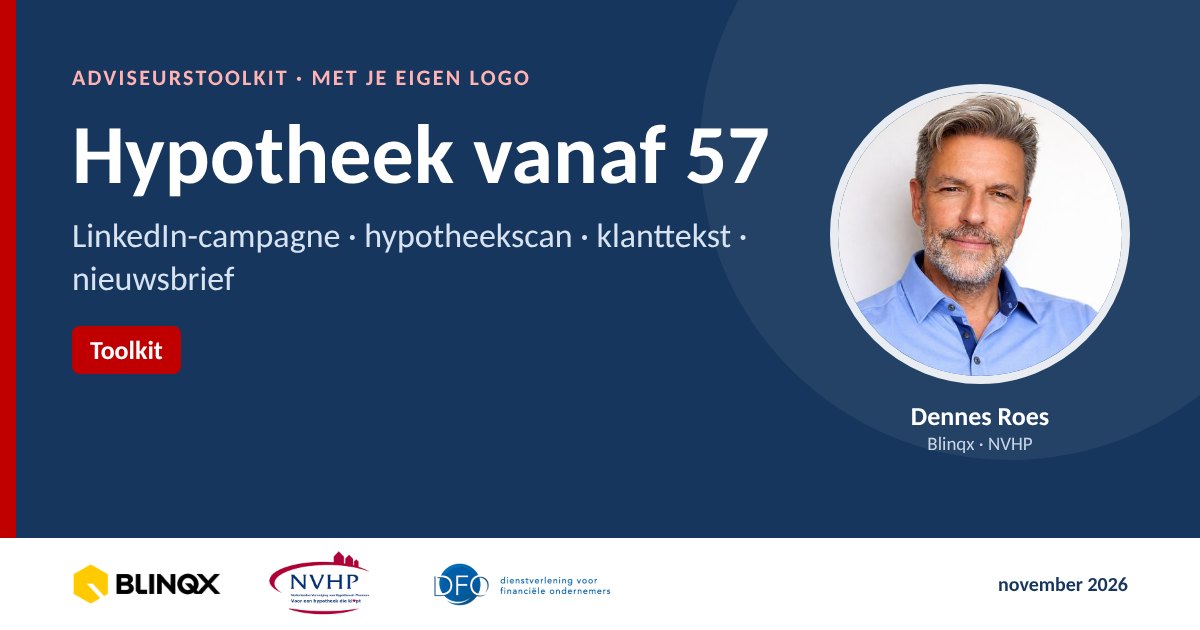 ADVISEURSTOOLKIT · MET JE EIGEN LOGO
Hypotheek vanaf 57
LinkedIn-campagne · hypotheekscan · klanttekst ·
nieuwsbrief
Toolkit
Dennes Roes
Blinqx · NVHP
BLINQX
NVHP
Voor een hypotheek die klopt
DFO
dienstverlening voor
financiële ondernemers
november 2026